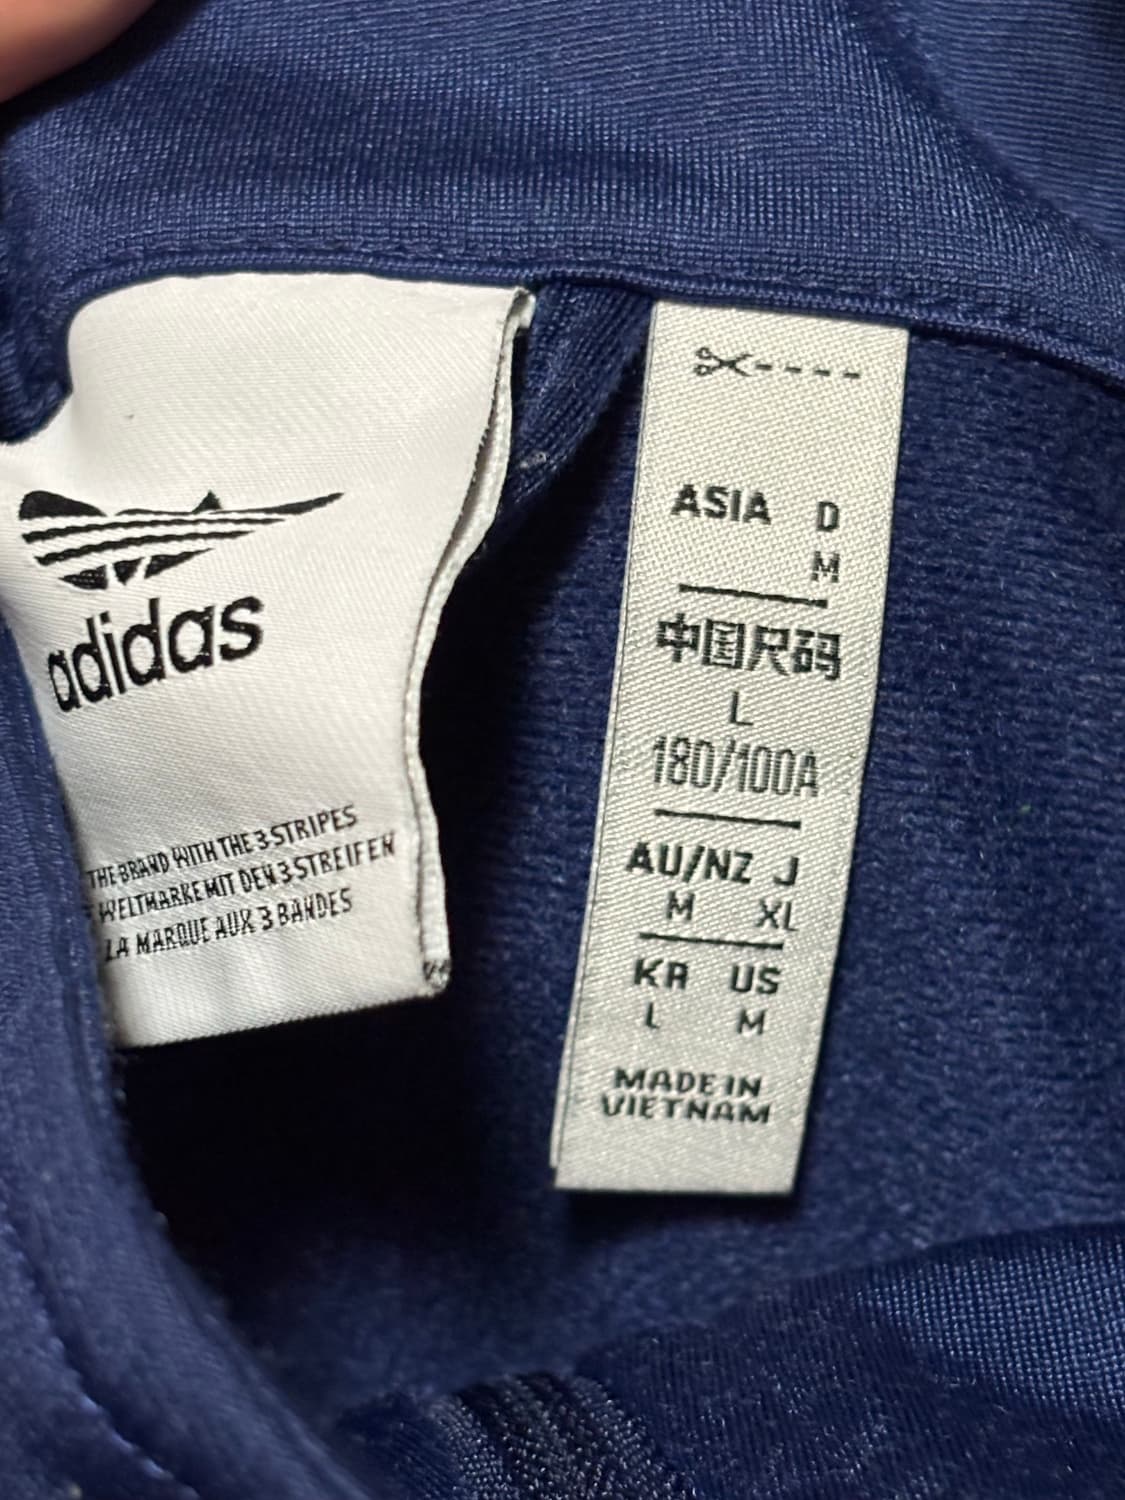 adidas
THE BRAND WITH THE 3 STRIPES
WELTMARKE MIT DEN 3 STREIFEN
LA MARQUE AUX 3 BANDES
ASIA D
M
中国尺码
L
180/100A
AU/NZ J
M XL
KR US
L M
MADE IN
VIETNAM